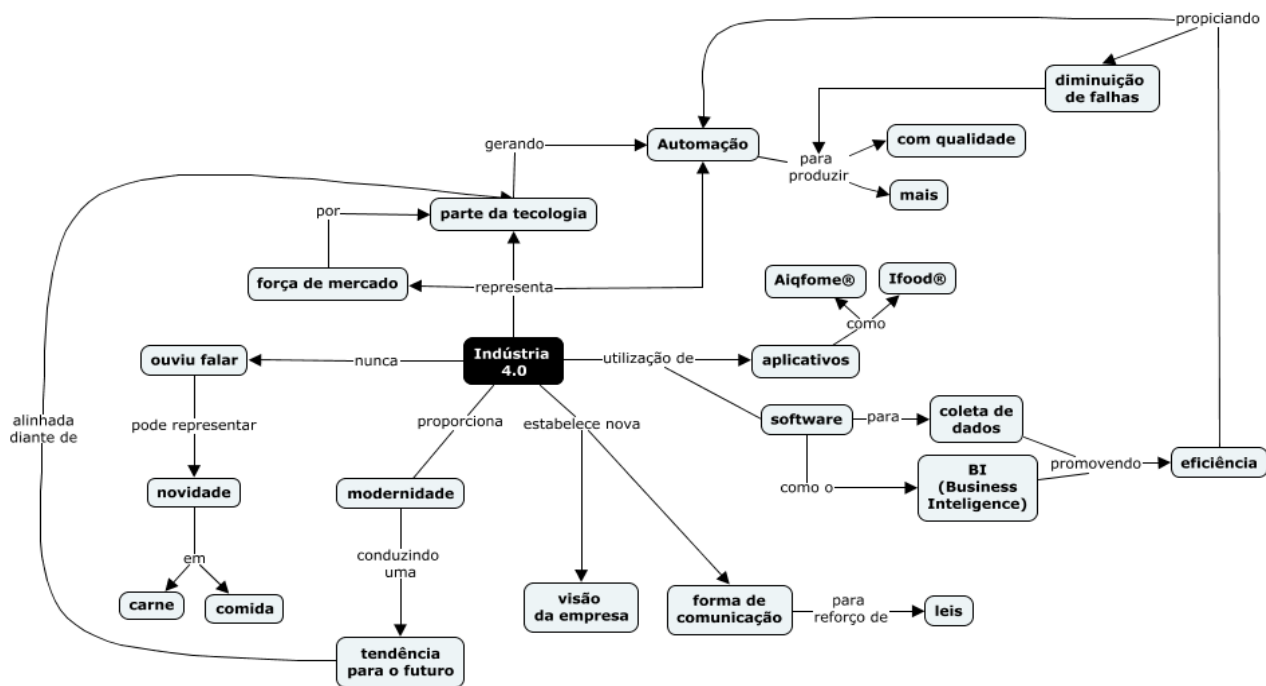 propiciando
diminuição
de falhas
gerando
Automação
para
produzir
com qualidade
mais
por
parte da tecologia
força de mercado
representa
Aiqfome®
Ifood®
como
ouviu falar
nunca
Indústria
4.0
utilização de
aplicativos
alinhada
diante de
pode representar
proporciona
estabelece nova
software
para
coleta de
dados
novidade
modernidade
como o
BI
(Business
Inteligence)
promovendo
eficiência
em
conduzindo
uma
carne
comida
visão
da empresa
forma de
comunicação
para
reforço de
leis
tendência
para o futuro